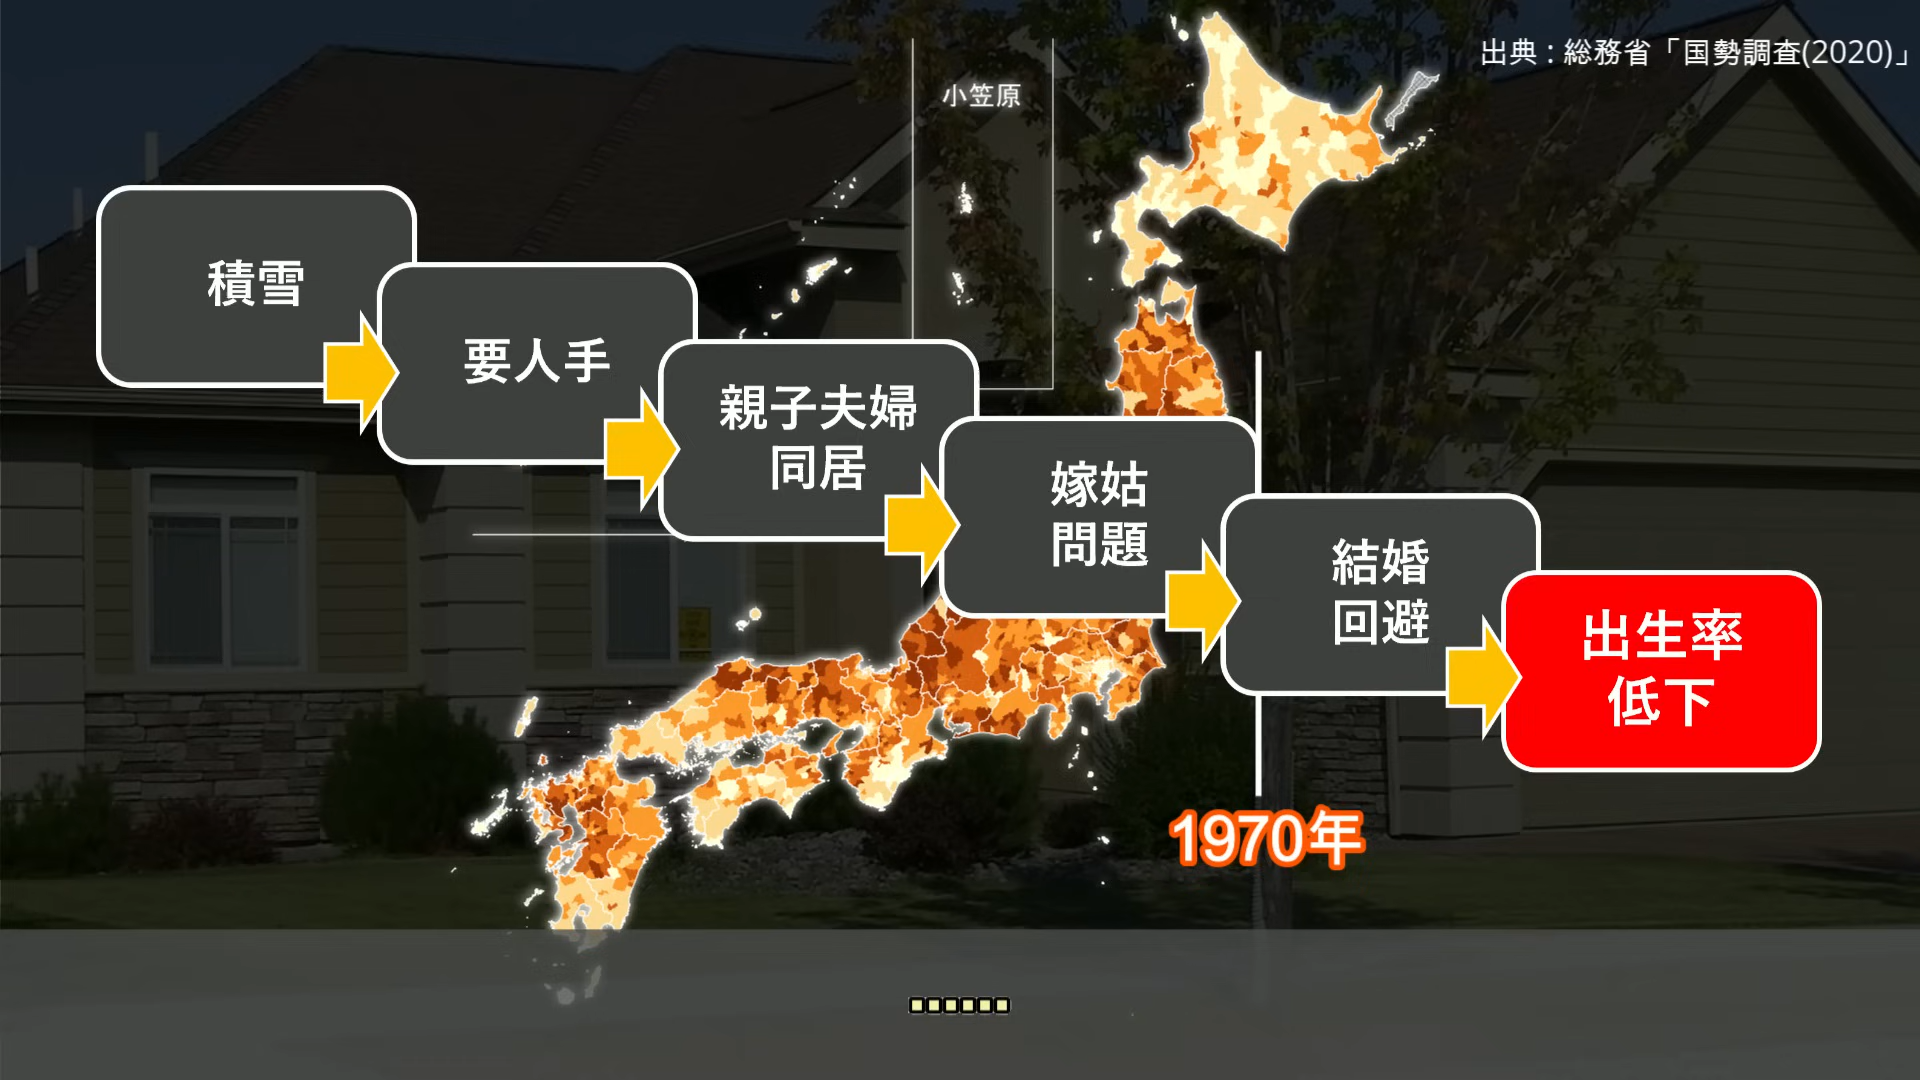 出典：総務省「国勢調査(2020)」
小笠原
積雪
要人手
親子夫婦
同居
嫁姑
問題
結婚
回避
出生率
低下
1970年